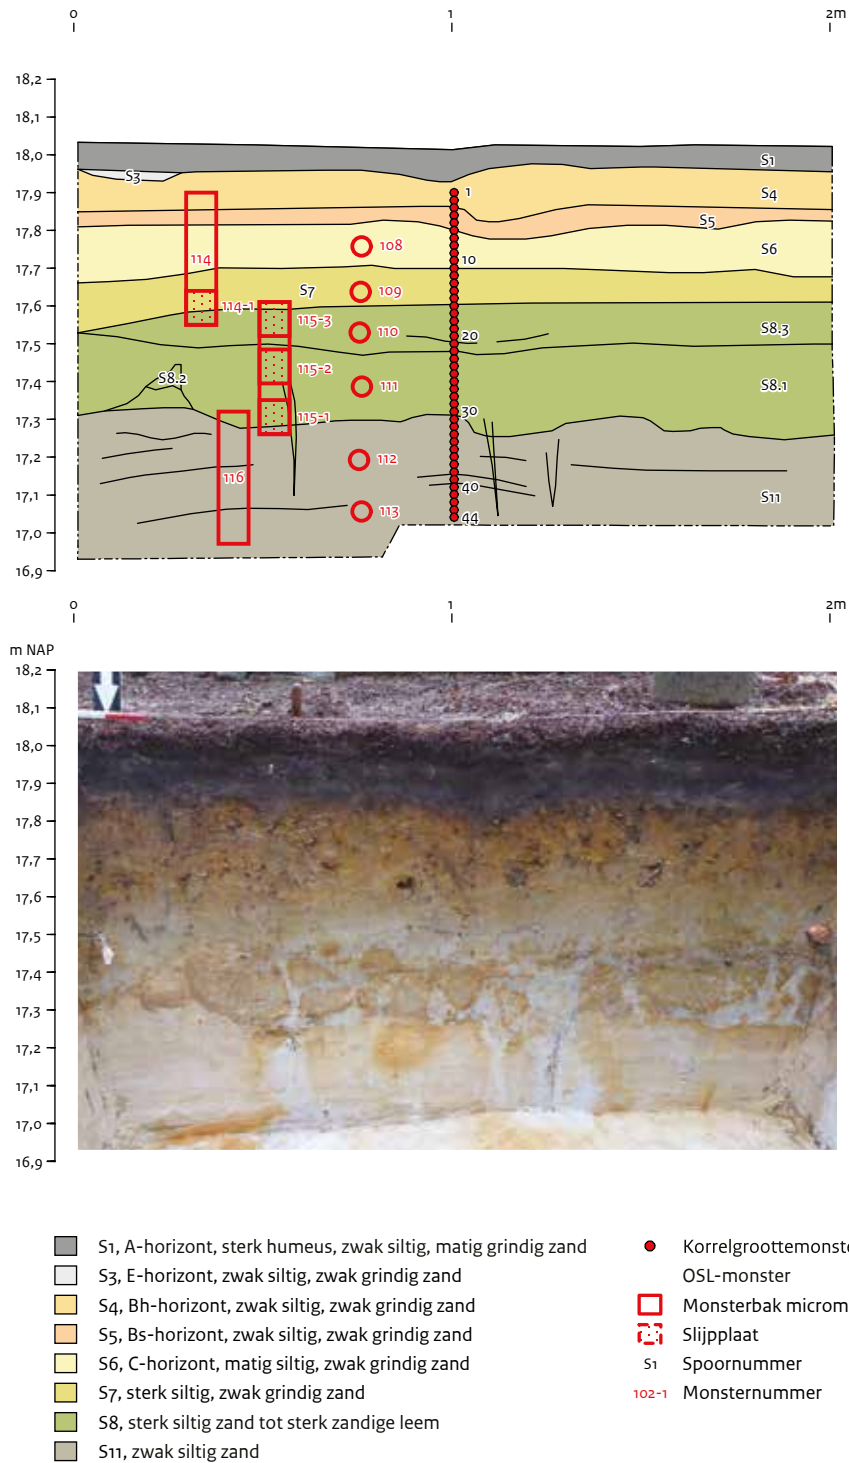 0 1 2m
18,2
18,1
18,0
17,9
17,8
17,7
17,6
17,5
17,4
17,3
17,2
17,1
17,0
16,9
S1
S3
S4
S5
S6
S7
S8.3
S8.2
S8.1
S11
1
10
20
30
40
44
108
109
110
111
112
113
114
114-1
115-3
115-2
115-1
116
0 1 2m
m NAP
18,2
18,1
18,0
17,9
17,8
17,7
17,6
17,5
17,4
17,3
17,2
17,1
17,0
16,9
S1, A-horizont, sterk humeus, zwak siltig, matig grindig zand
S3, E-horizont, zwak siltig, zwak grindig zand
S4, Bh-horizont, zwak siltig, zwak grindig zand
S5, Bs-horizont, zwak siltig, zwak grindig zand
S6, C-horizont, matig siltig, zwak grindig zand
S7, sterk siltig, zwak grindig zand
S8, sterk siltig zand tot sterk zandige leem
S11, zwak siltig zand
Korrelgroottemonste
OSL-monster
Monsterbak microm
Slijpplaat
S1 Spoornummer
102-1 Monsternummer